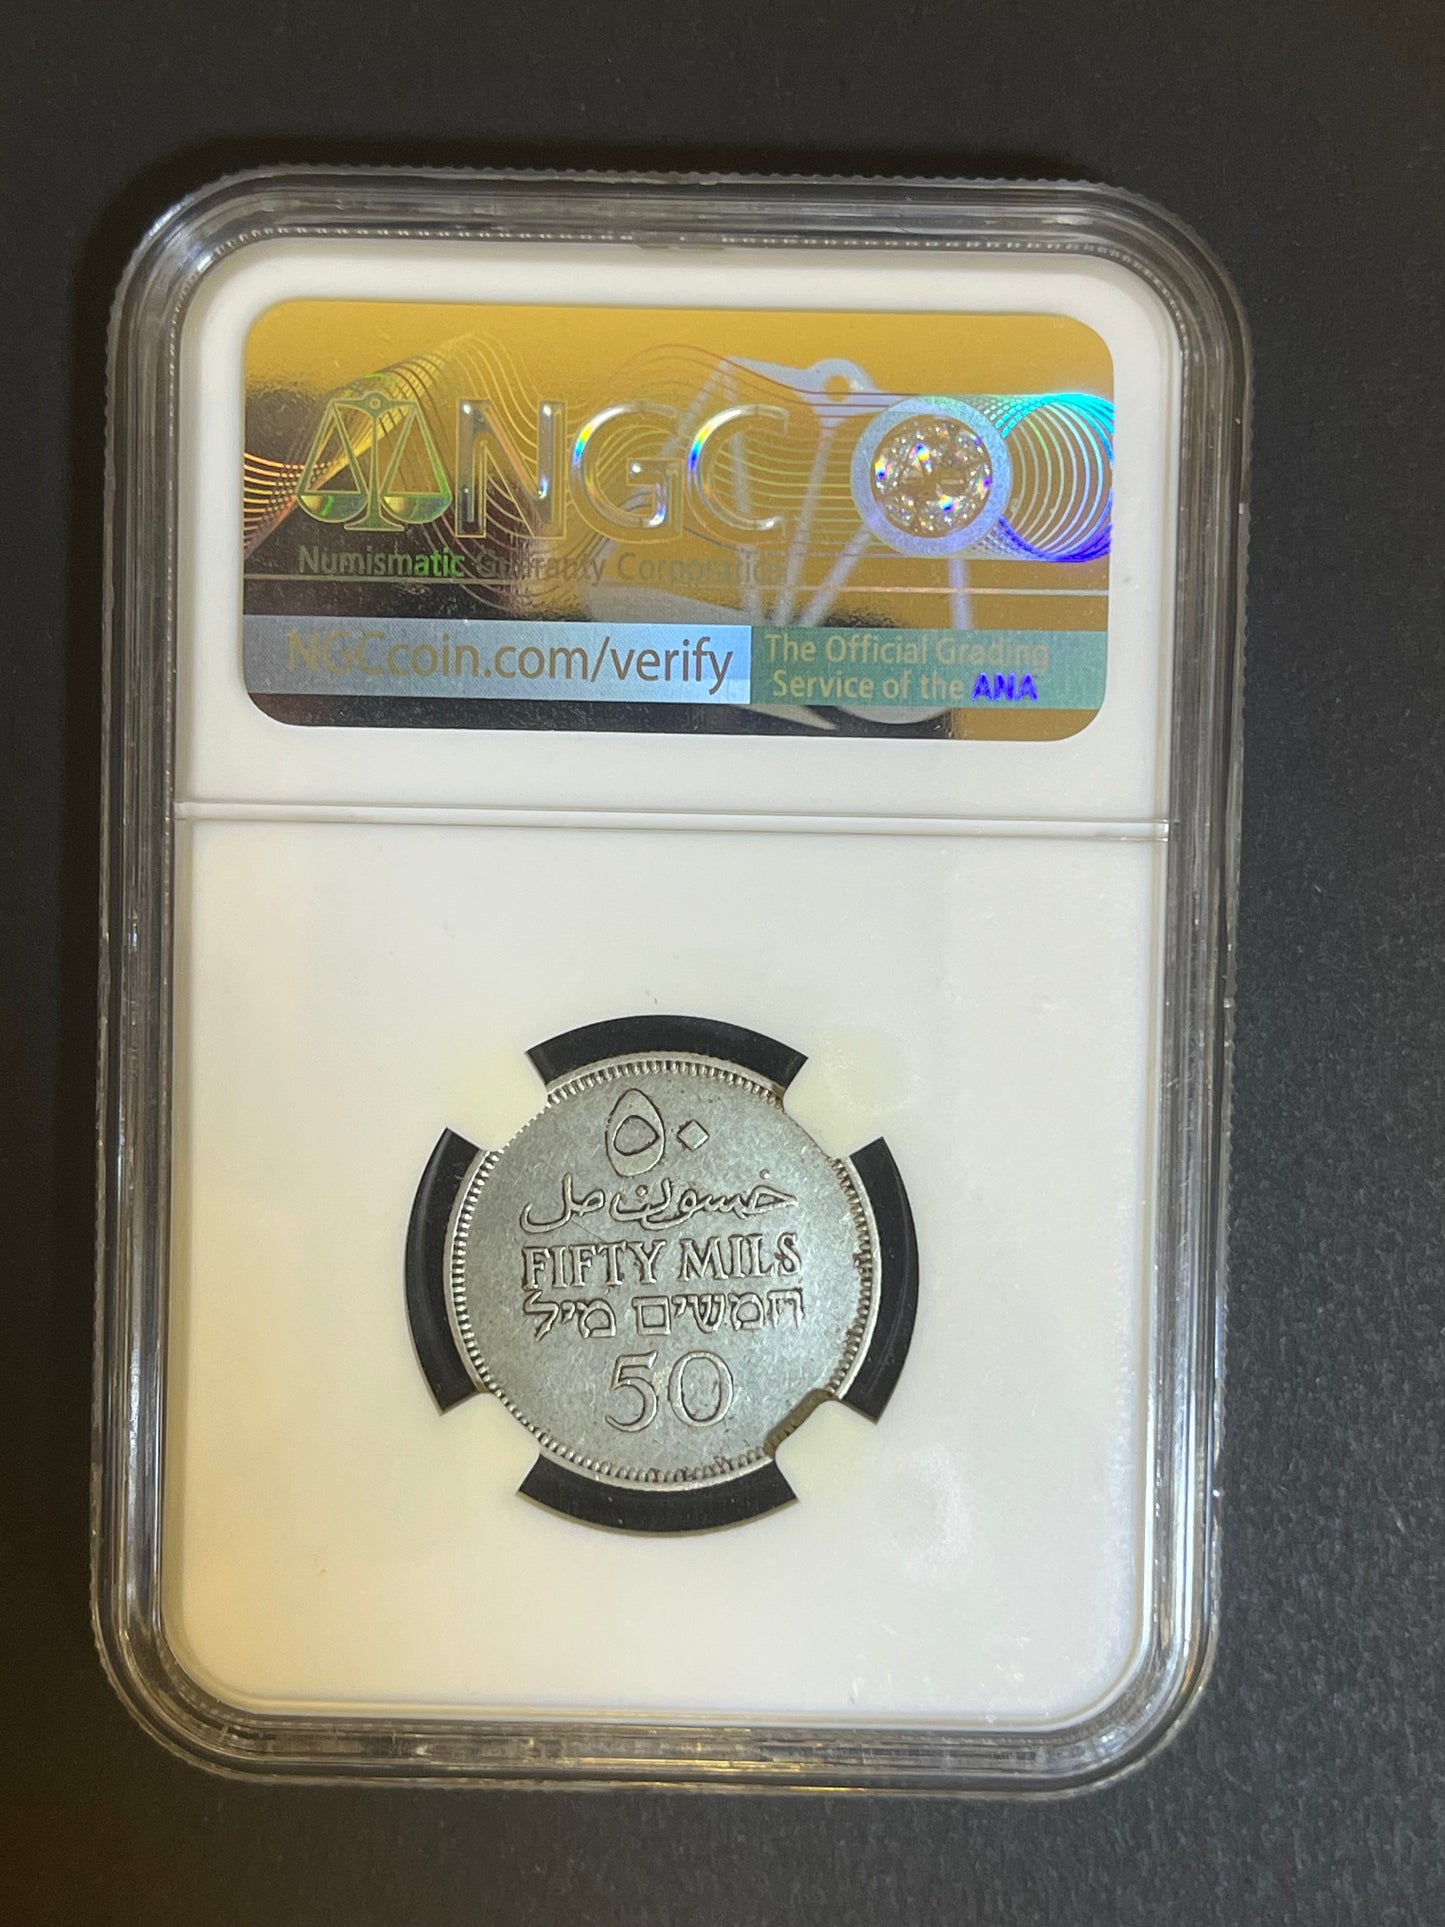 NGC
Numismatic Guaranty Corporation
NGCcoin.com/verify
The Official Grading
Service of the ANA
٥٠
خمسون مل
FIFTY MILS
חמשים מיל
50